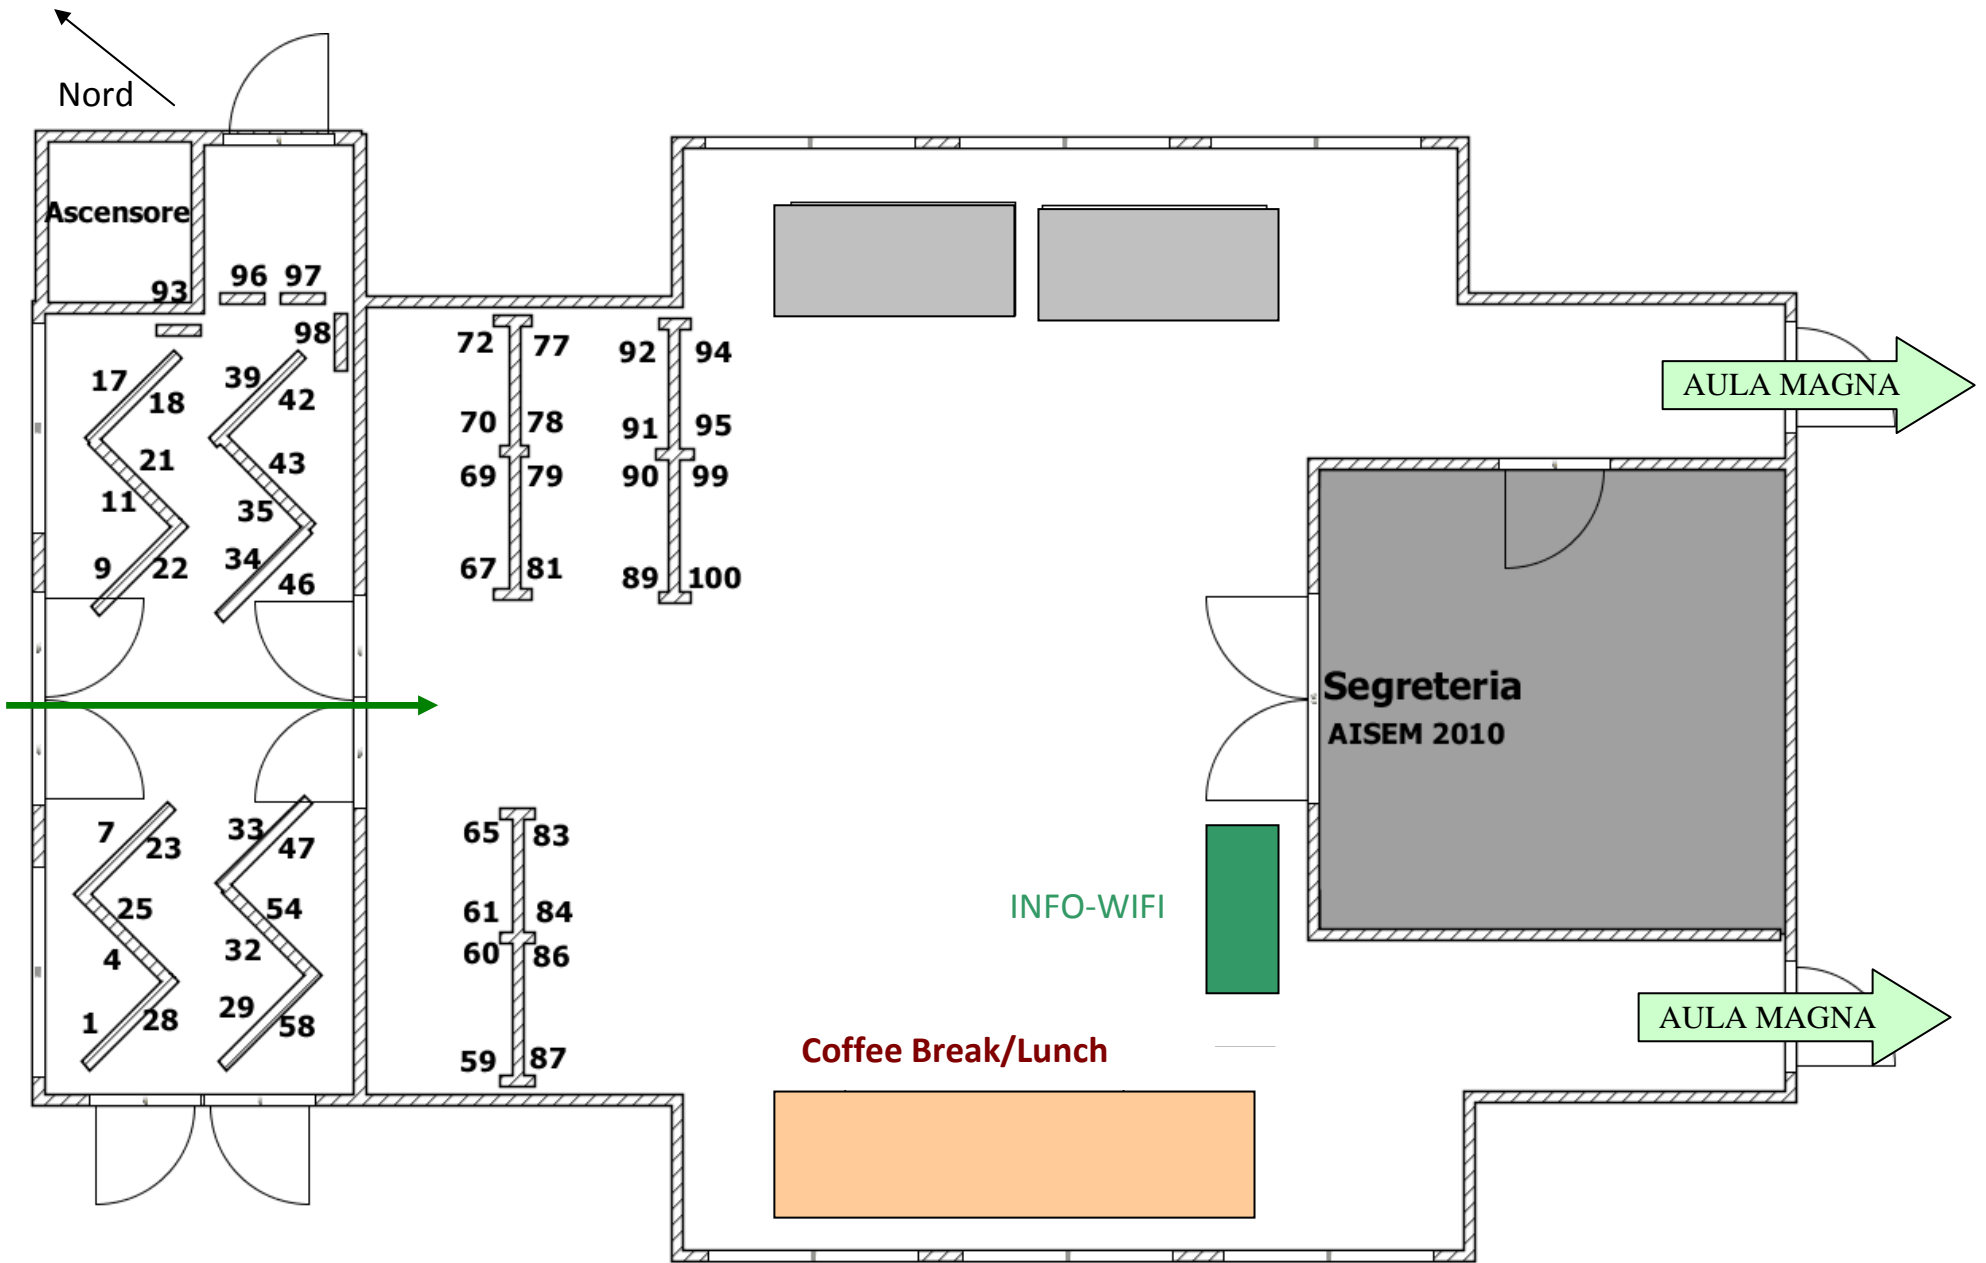 Nord
Ascensore
93
96 97
98
72 77 92 94
17 39
18 42
70 78 91 95
21 43
69 79 90 99
11 35
9 34
22 46
67 81 89 100
AULA MAGNA
Segreteria
AISEM 2010
7 33
23 47
65 83
25 54
61 84
INFO-WIFI
4 32
60 86
1 29
28 58
59 87
AULA MAGNA
Coffee Break/Lunch